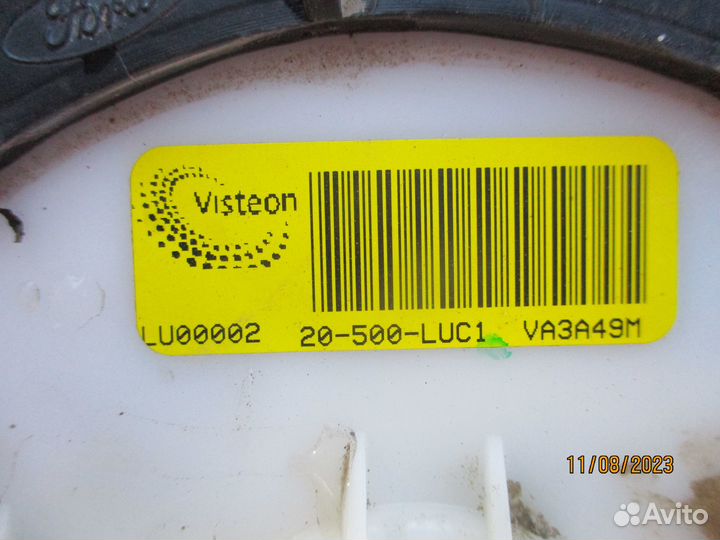 Ford
Visteon
LU00002 20-500-LUC1 VA3A49M
11/08/2023
Avito